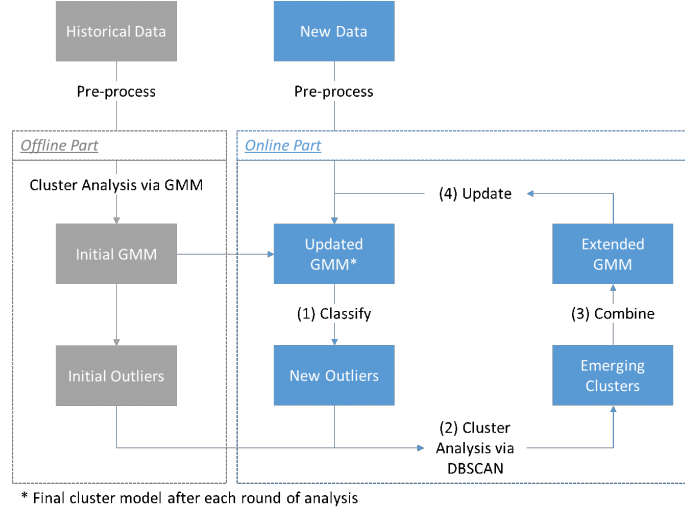 Historical Data
New Data
Pre-process
Pre-process
Offline Part
Online Part
Cluster Analysis via GMM
(4) Update
Initial GMM
Updated
GMM*
Extended
GMM
(1) Classify
(3) Combine
Initial Outliers
New Outliers
Emerging
Clusters
(2) Cluster
Analysis via
DBSCAN
* Final cluster model after each round of analysis